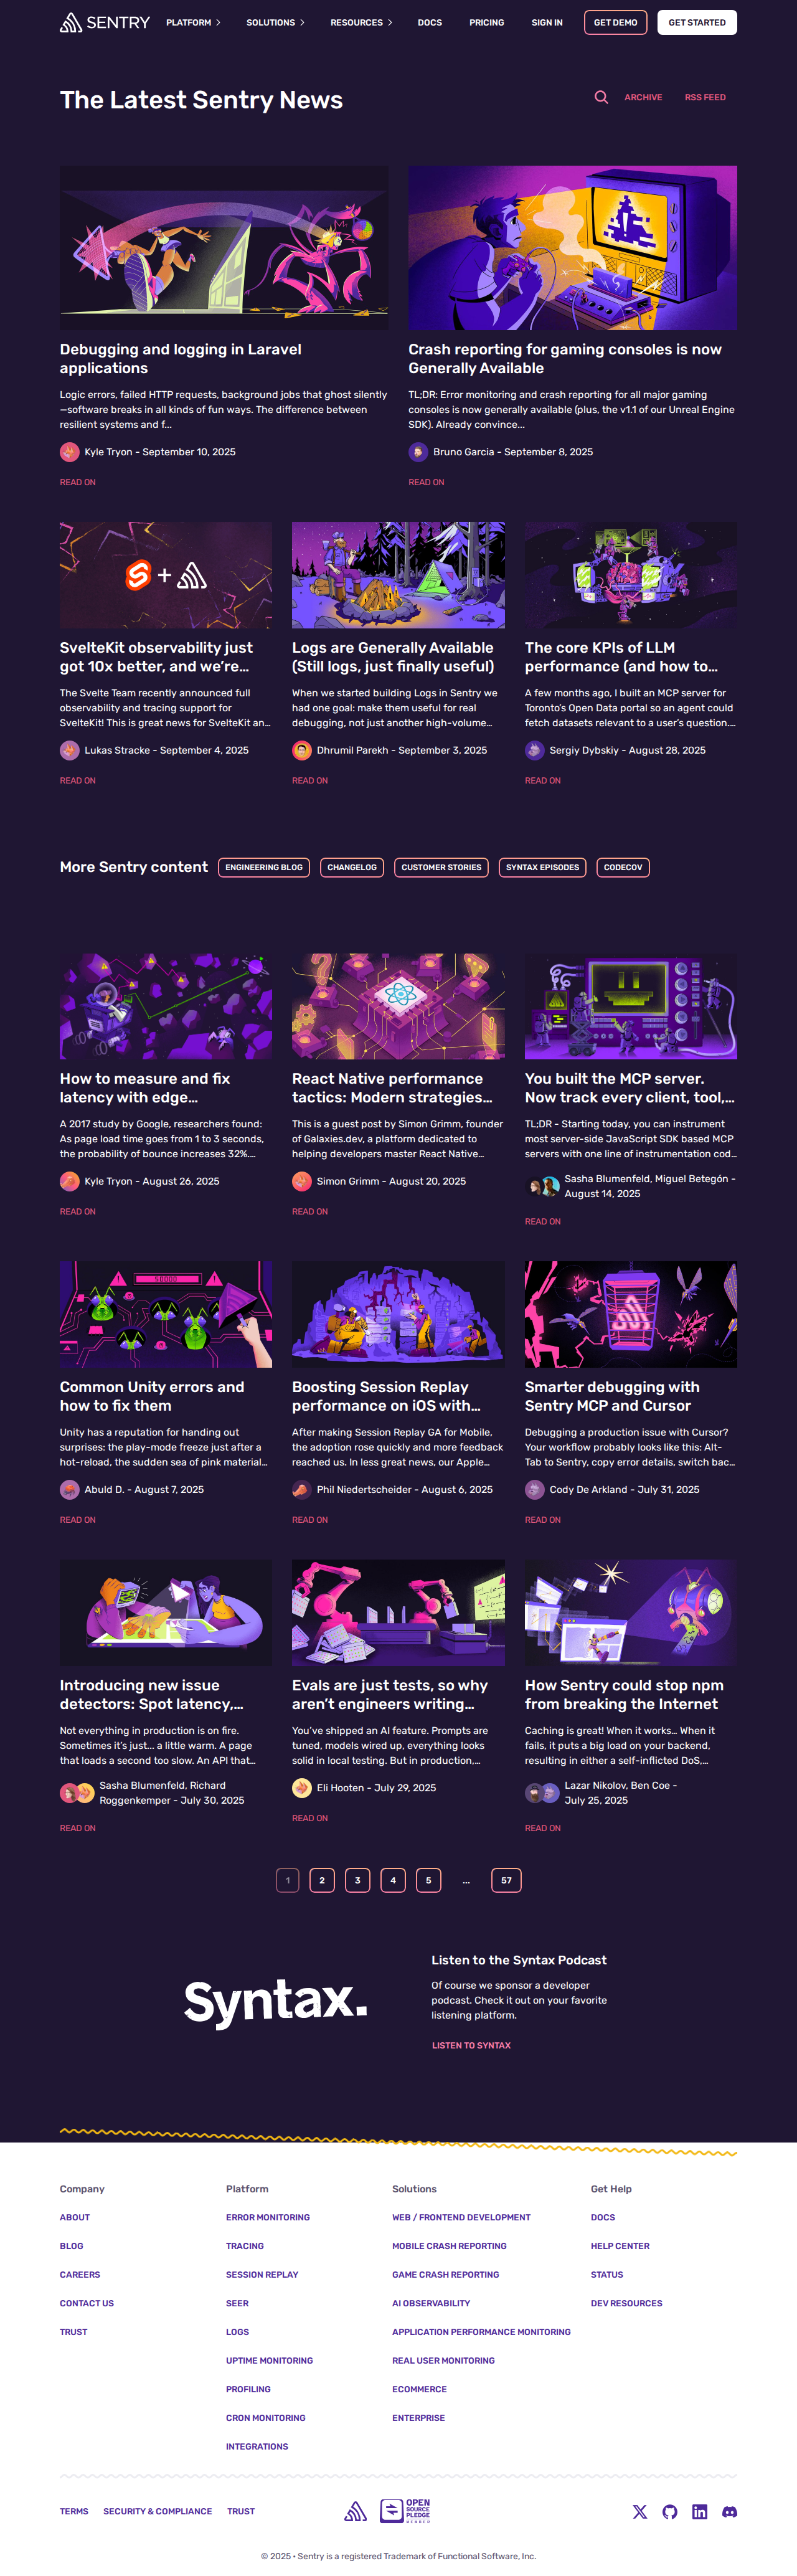 SENTRY
PLATFORM
SOLUTIONS
RESOURCES
DOCS
PRICING
SIGN IN
GET DEMO
GET STARTED
The Latest Sentry News
ARCHIVE
RSS FEED
Debugging and logging in Laravel
applications
Logic errors, failed HTTP requests, background jobs that ghost silently
—software breaks in all kinds of fun ways. The difference between
resilient systems and f...
Kyle Tryon - September 10, 2025
READ ON
Crash reporting for gaming consoles is now
Generally Available
TL;DR: Error monitoring and crash reporting for all major gaming
consoles is now generally available (plus, the v1.1 of our Unreal Engine
SDK). Already convince...
Bruno Garcia - September 8, 2025
READ ON
SvelteKit observability just
got 10x better, and we’re...
The Svelte Team recently announced full
observability and tracing support for
SvelteKit! This is great news for SvelteKit an...
Lukas Stracke - September 4, 2025
READ ON
Logs are Generally Available
(Still logs, just finally useful)
When we started building Logs in Sentry we
had one goal: make them useful for real
debugging, not just another high-volume...
Dhrumil Parekh - September 3, 2025
READ ON
The core KPIs of LLM
performance (and how to...
A few months ago, I built an MCP server for
Toronto’s Open Data portal so an agent could
fetch datasets relevant to a user’s question....
Sergiy Dybskiy - August 28, 2025
READ ON
More Sentry content
ENGINEERING BLOG
CHANGELOG
CUSTOMER STORIES
SYNTAX EPISODES
CODECOV
How to measure and fix
latency with edge...
A 2017 study by Google, researchers found:
As page load time goes from 1 to 3 seconds,
the probability of bounce increases 32%....
Kyle Tryon - August 26, 2025
READ ON
React Native performance
tactics: Modern strategies...
This is a guest post by Simon Grimm, founder
of Galaxies.dev, a platform dedicated to
helping developers master React Native...
Simon Grimm - August 20, 2025
READ ON
You built the MCP server.
Now track every client, tool,...
TL;DR - Starting today, you can instrument
most server-side JavaScript SDK based MCP
servers with one line of instrumentation cod...
Sasha Blumenfeld, Miguel Betegón -
August 14, 2025
READ ON
Common Unity errors and
how to fix them
Unity has a reputation for handing out
surprises: the play-mode freeze just after a
hot-reload, the sudden sea of pink material...
Abuld D. - August 7, 2025
READ ON
Boosting Session Replay
performance on iOS with...
After making Session Replay GA for Mobile,
the adoption rose quickly and more feedback
reached us. In less great news, our Apple...
Phil Niedertscheider - August 6, 2025
READ ON
Smarter debugging with
Sentry MCP and Cursor
Debugging a production issue with Cursor?
Your workflow probably looks like this: Alt-
Tab to Sentry, copy error details, switch bac...
Cody De Arkland - July 31, 2025
READ ON
Introducing new issue
detectors: Spot latency,...
Not everything in production is on fire.
Sometimes it’s just... a little warm. A page
that loads a second too slow. An API that...
Sasha Blumenfeld, Richard
Roggenkemper - July 30, 2025
READ ON
Evals are just tests, so why
aren’t engineers writing...
You’ve shipped an AI feature. Prompts are
tuned, models wired up, everything looks
solid in local testing. But in production,...
Eli Hooten - July 29, 2025
READ ON
How Sentry could stop npm
from breaking the Internet
Caching is great! When it works… When it
fails, it puts a big load on your backend,
resulting in either a self-inflicted DoS,...
Lazar Nikolov, Ben Coe -
July 25, 2025
READ ON
1
2
3
4
5
...
57
Syntax.
Listen to the Syntax Podcast
Of course we sponsor a developer
podcast. Check it out on your favorite
listening platform.
LISTEN TO SYNTAX
Company
ABOUT
BLOG
CAREERS
CONTACT US
TRUST
Platform
ERROR MONITORING
TRACING
SESSION REPLAY
SEER
LOGS
UPTIME MONITORING
PROFILING
CRON MONITORING
INTEGRATIONS
Solutions
WEB / FRONTEND DEVELOPMENT
MOBILE CRASH REPORTING
GAME CRASH REPORTING
AI OBSERVABILITY
APPLICATION PERFORMANCE MONITORING
REAL USER MONITORING
ECOMMERCE
ENTERPRISE
Get Help
DOCS
HELP CENTER
STATUS
DEV RESOURCES
TERMS
SECURITY & COMPLIANCE
TRUST
OPEN
SOURCE
PLEDGE
MEMBER
© 2025 • Sentry is a registered Trademark of Functional Software, Inc.